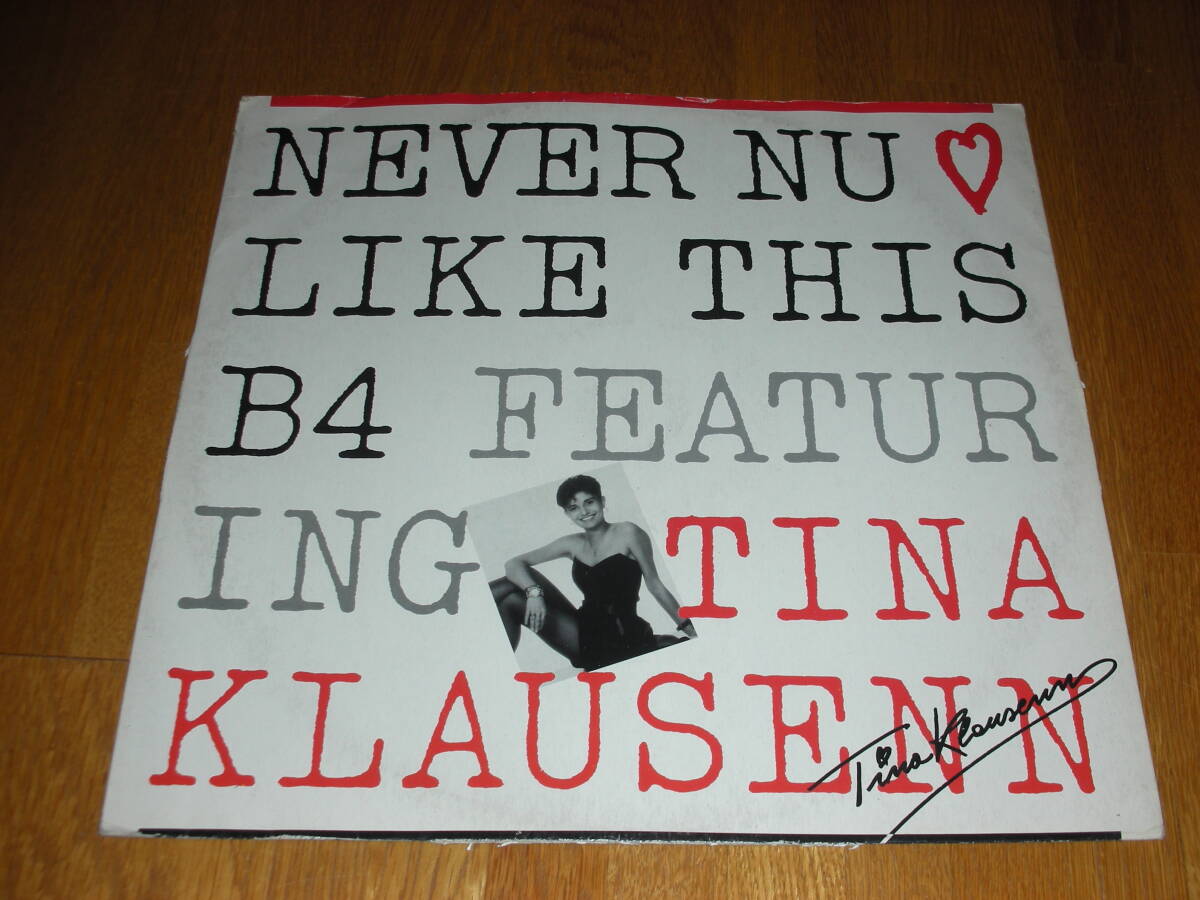 NEVER NU ♥
LIKE THIS
B4 FEATUR
ING TINA
KLAUSENN
Tina Klausenn